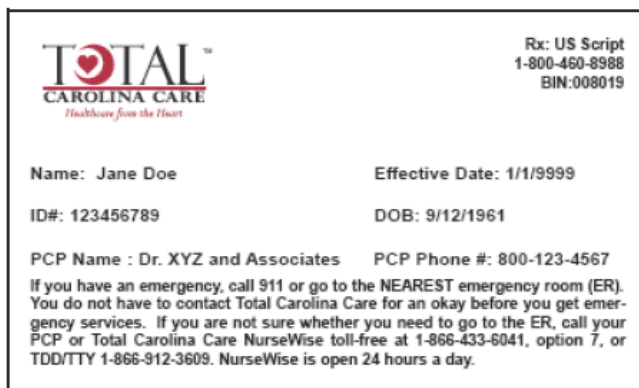 TOTAL™
CAROLINA CARE
Healthcare from the Heart
Rx: US Script
1-800-460-8988
BIN:008019
Name: Jane Doe
Effective Date: 1/1/9999
ID#: 123456789
DOB: 9/12/1961
PCP Name : Dr. XYZ and Associates
PCP Phone #: 800-123-4567
If you have an emergency, call 911 or go to the NEAREST emergency room (ER).
You do not have to contact Total Carolina Care for an okay before you get emer-
gency services. If you are not sure whether you need to go to the ER, call your
PCP or Total Carolina Care NurseWise toll-free at 1-866-433-6041, option 7, or
TDD/TTY 1-866-912-3609. NurseWise is open 24 hours a day.